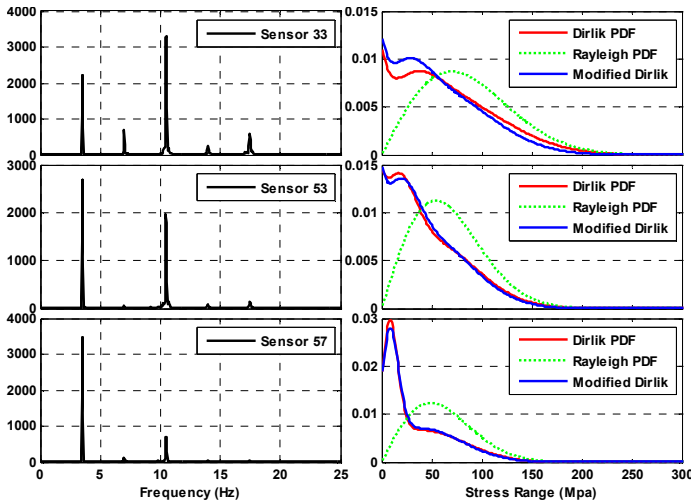 4000
3000
2000
1000
0
Sensor 33
0.015
0.01
0.005
0
Dirlik PDF
Rayleigh PDF
Modified Dirlik
3000
2000
1000
0
Sensor 53
0.015
0.01
0.005
0
Dirlik PDF
Rayleigh PDF
Modified Dirlik
4000
3000
2000
1000
0
Sensor 57
0 5 10 15 20 25
Frequency (Hz)
0.03
0.02
0.01
0
Dirlik PDF
Rayleigh PDF
Modified Dirlik
0 50 100 150 200 250 300
Stress Range (Mpa)